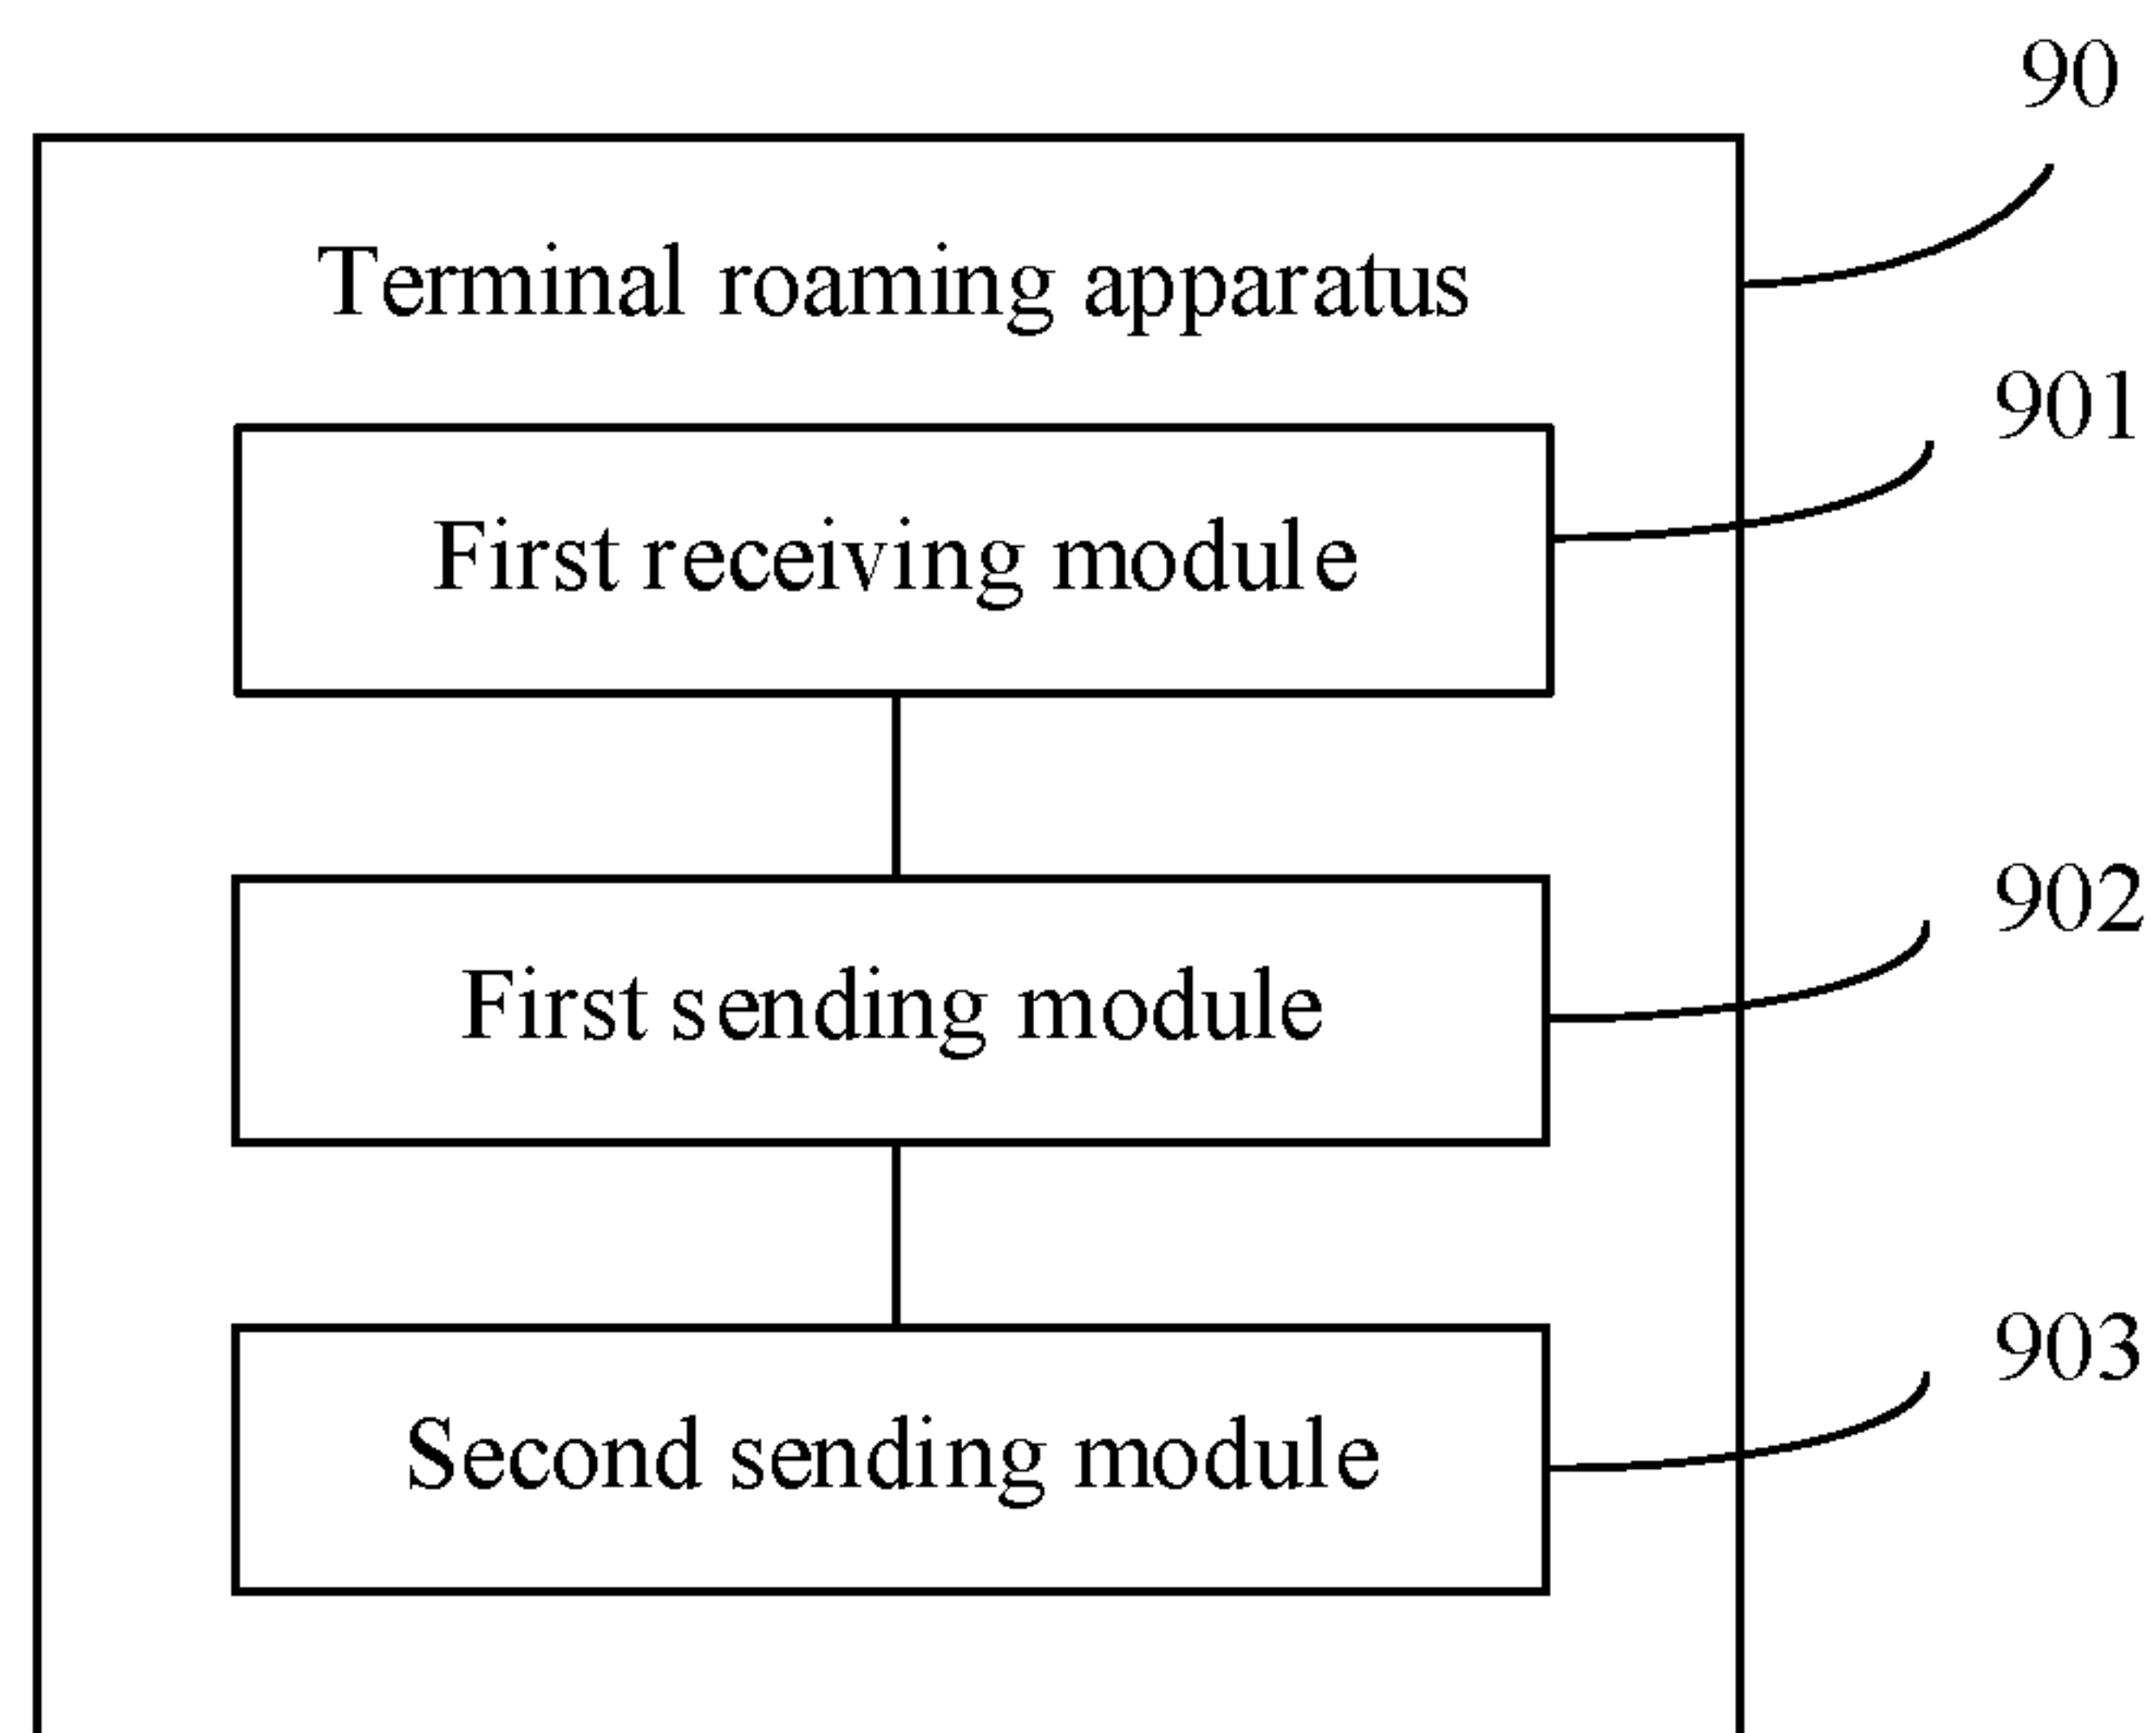 90
Terminal roaming apparatus
901
First receiving module
902
First sending module
903
Second sending module